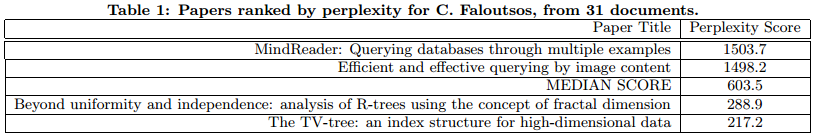 Table 1: Papers ranked by perplexity for C. Faloutsos, from 31 documents.
Paper Title Perplexity Score
MindReader: Querying databases through multiple examples 1503.7
Efficient and effective querying by image content 1498.2
MEDIAN SCORE 603.5
Beyond uniformity and independence: analysis of R-trees using the concept of fractal dimension 288.9
The TV-tree: an index structure for high-dimensional data 217.2